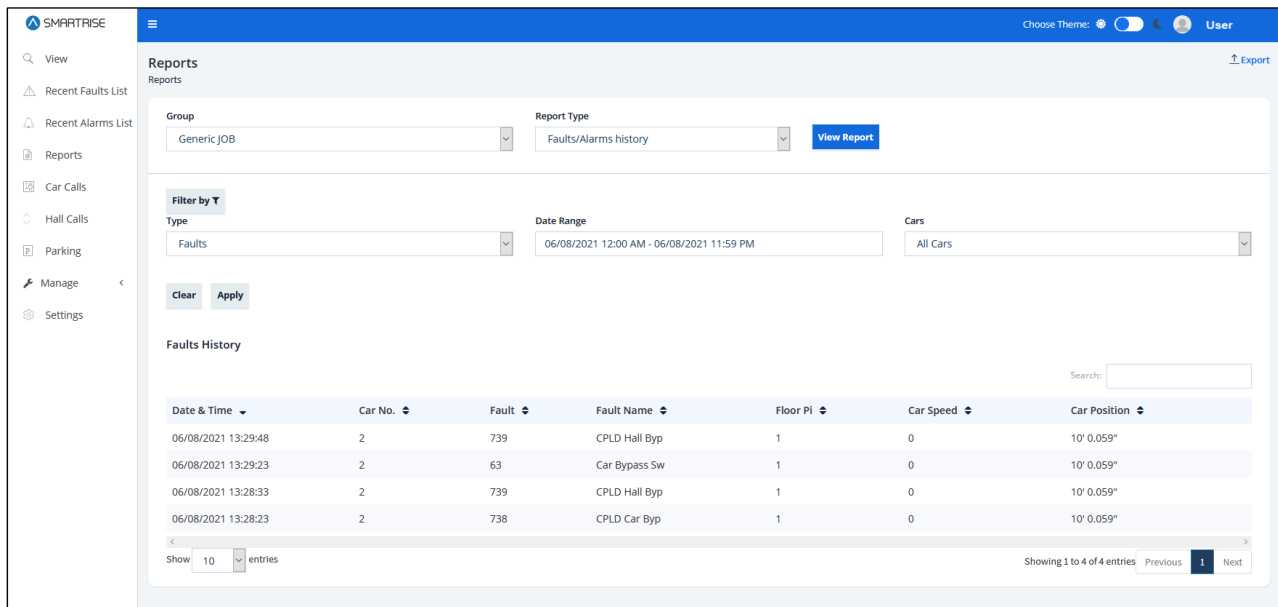 SMARTRISE
Choose Theme: User
View
Recent Faults List
Recent Alarms List
Reports
Car Calls
Hall Calls
P Parking
Manage <
Settings
Reports
Reports
Export
Group Report Type
Generic JOB Faults/Alarms history View Report
Filter by
Type Date Range Cars
Faults 06/08/2021 12:00 AM - 06/08/2021 11:59 PM All Cars
Clear Apply
Faults History
Search:
Date & Time Car No. Fault Fault Name Floor Pi Car Speed Car Position
06/08/2021 13:29:48 2 739 CPLD Hall Byp 1 0 10' 0.059"
06/08/2021 13:29:23 2 63 Car Bypass Sw 1 0 10' 0.059"
06/08/2021 13:28:33 2 739 CPLD Hall Byp 1 0 10' 0.059"
06/08/2021 13:28:23 2 738 CPLD Car Byp 1 0 10' 0.059"
Show 10 entries Showing 1 to 4 of 4 entries Previous 1 Next